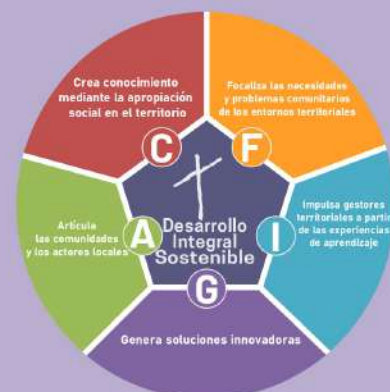 Crea conocimiento
mediante la apropiación
social en el territorio
Focaliza las necesidades
y problemas comunitarios
de los entornos territoriales
C
F
Articula
las comunidades
y los actores locales
A
Desarrollo
Integral
Sostenible
I
Impulsa gestores
territoriales a partir
de las experiencias
de aprendizaje
G
Genera soluciones innovadoras